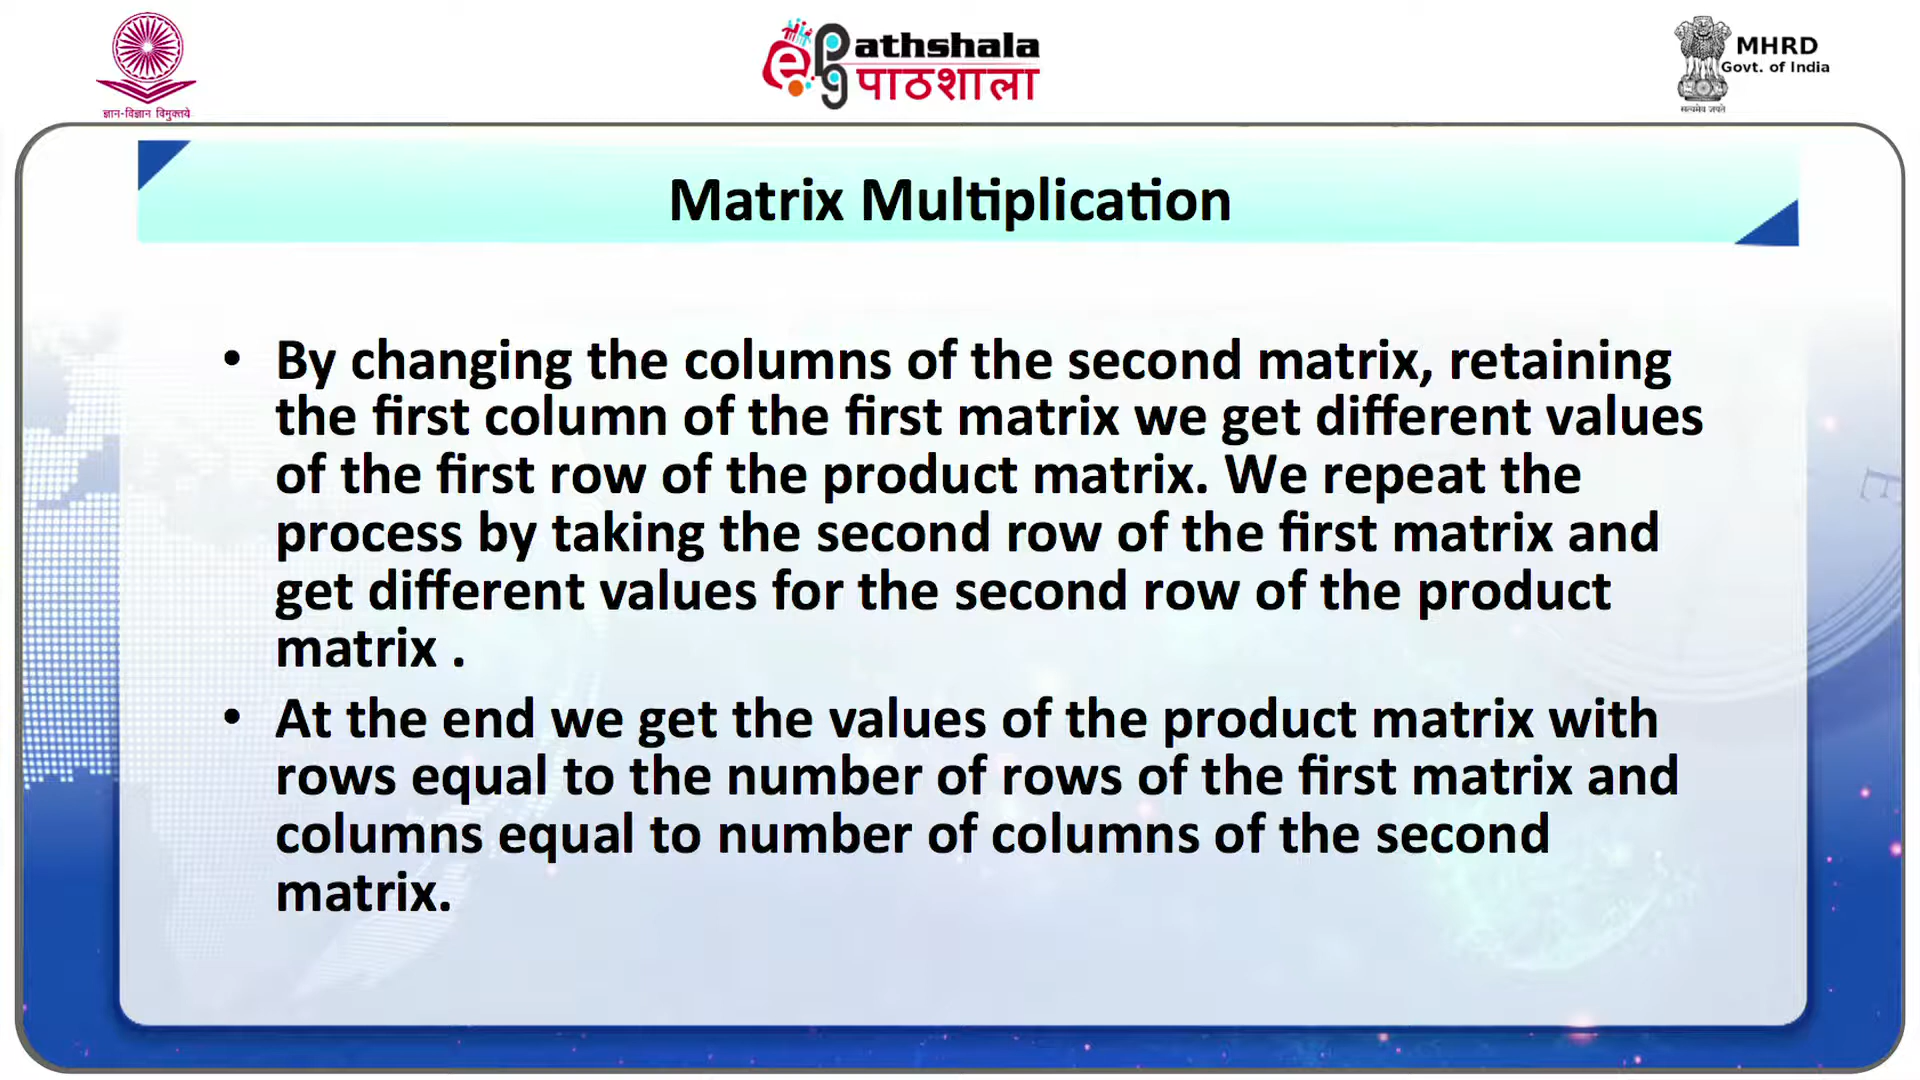 ज्ञान-विज्ञान विमुक्तये
e pg Pathshala
पाठशाला
MHRD
Govt. of India
सत्यमेव जयते
Matrix Multiplication
• By changing the columns of the second matrix, retaining
the first column of the first matrix we get different values
of the first row of the product matrix. We repeat the
process by taking the second row of the first matrix and
get different values for the second row of the product
matrix .
• At the end we get the values of the product matrix with
rows equal to the number of rows of the first matrix and
columns equal to number of columns of the second
matrix.